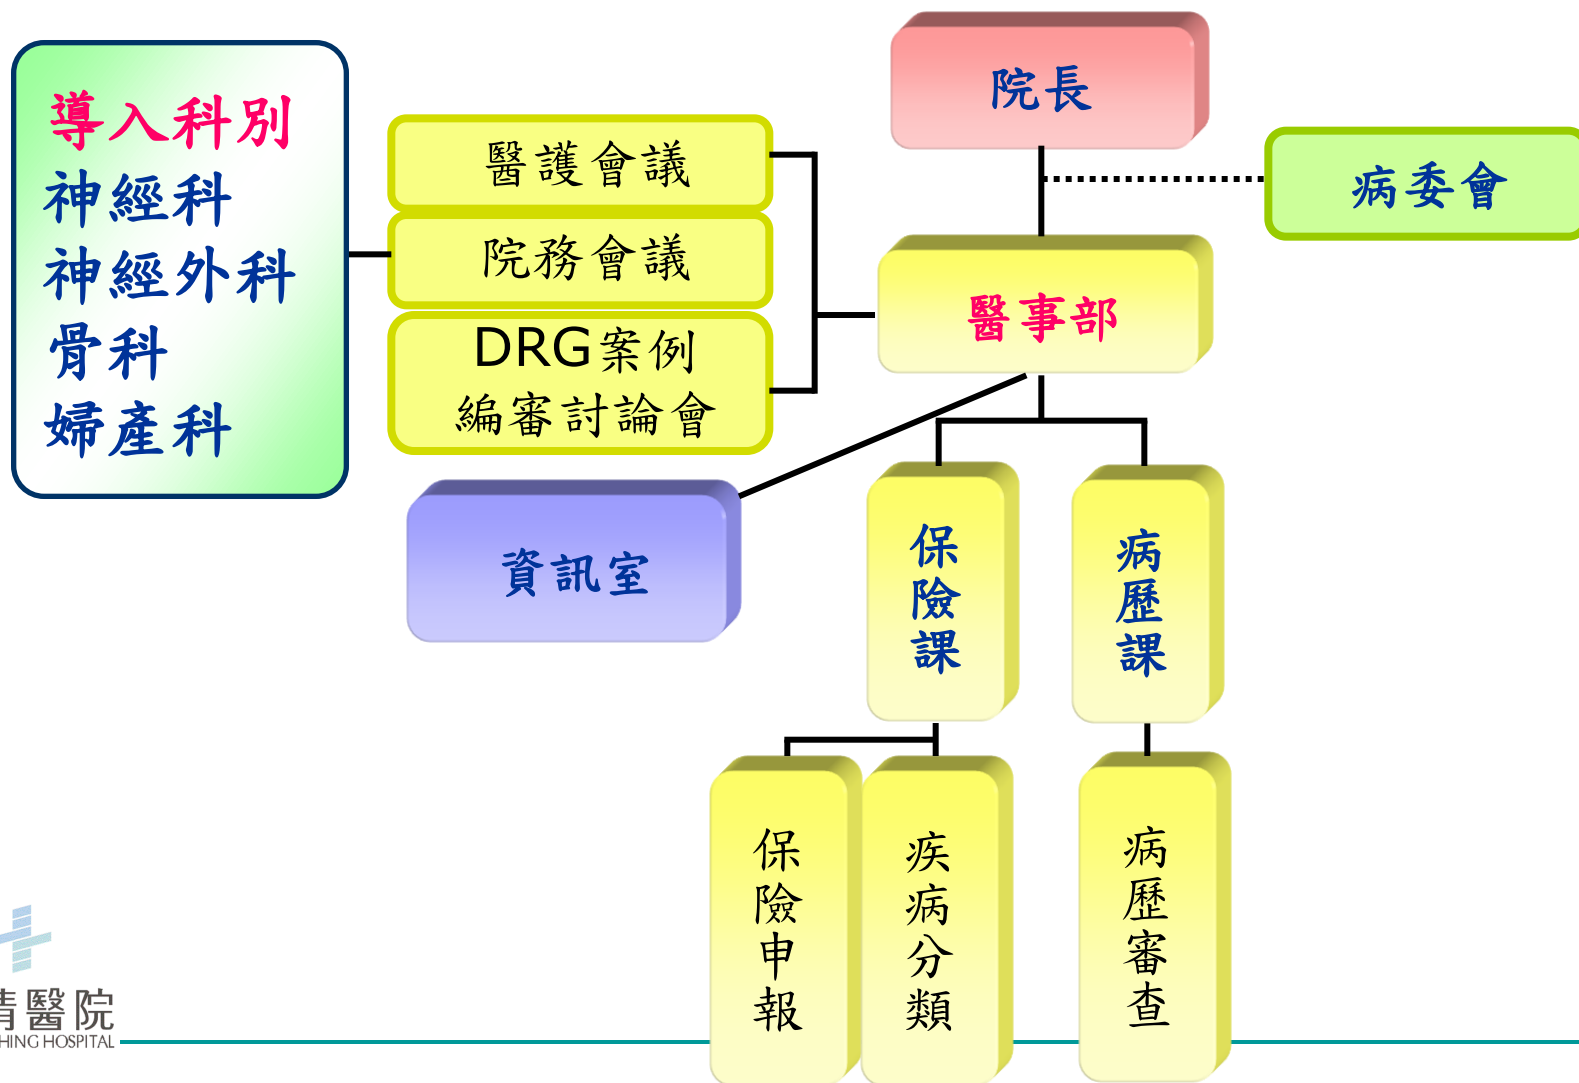 院長
導入科別
神經科
神經外科
骨科
婦產科
醫護會議
院務會議
DRG案例
編審討論會
病委會
醫事部
資訊室
保險課
病歷課
保險申報
疾病分類
病歷審查
醫院
HOSPITAL